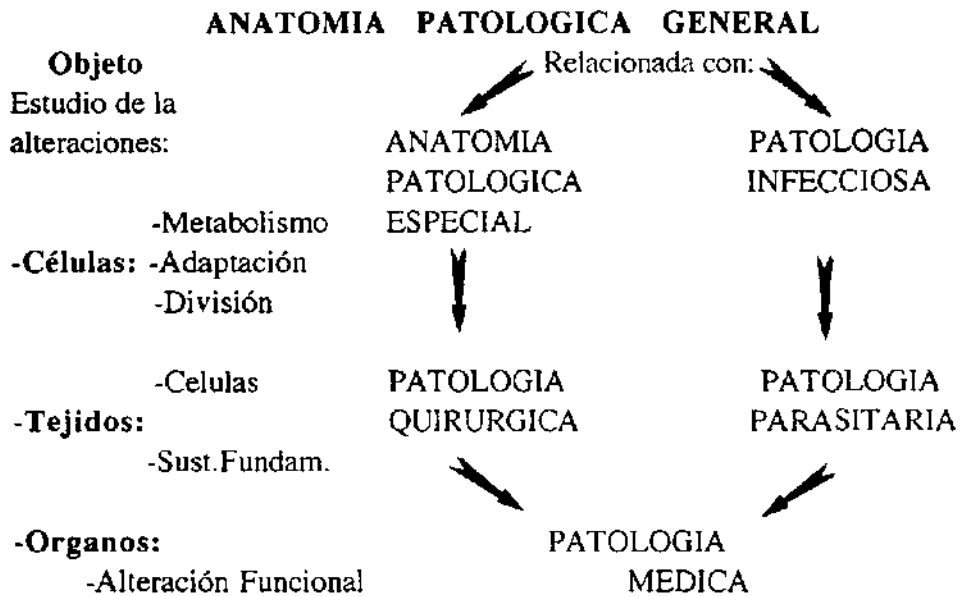 ANATOMIA PATOLOGICA GENERAL
Objeto
Relacionada con:
Estudio de la
alteraciones:
-Metabolismo
-Células: -Adaptación
-División
-Celulas
-Tejidos:
-Sust.Fundam.
-Organos:
-Alteración Funcional
ANATOMIA
PATOLOGICA
ESPECIAL
PATOLOGIA
QUIRURGICA
PATOLOGIA
INFECCIOSA
PATOLOGIA
PARASITARIA
PATOLOGIA
MEDICA